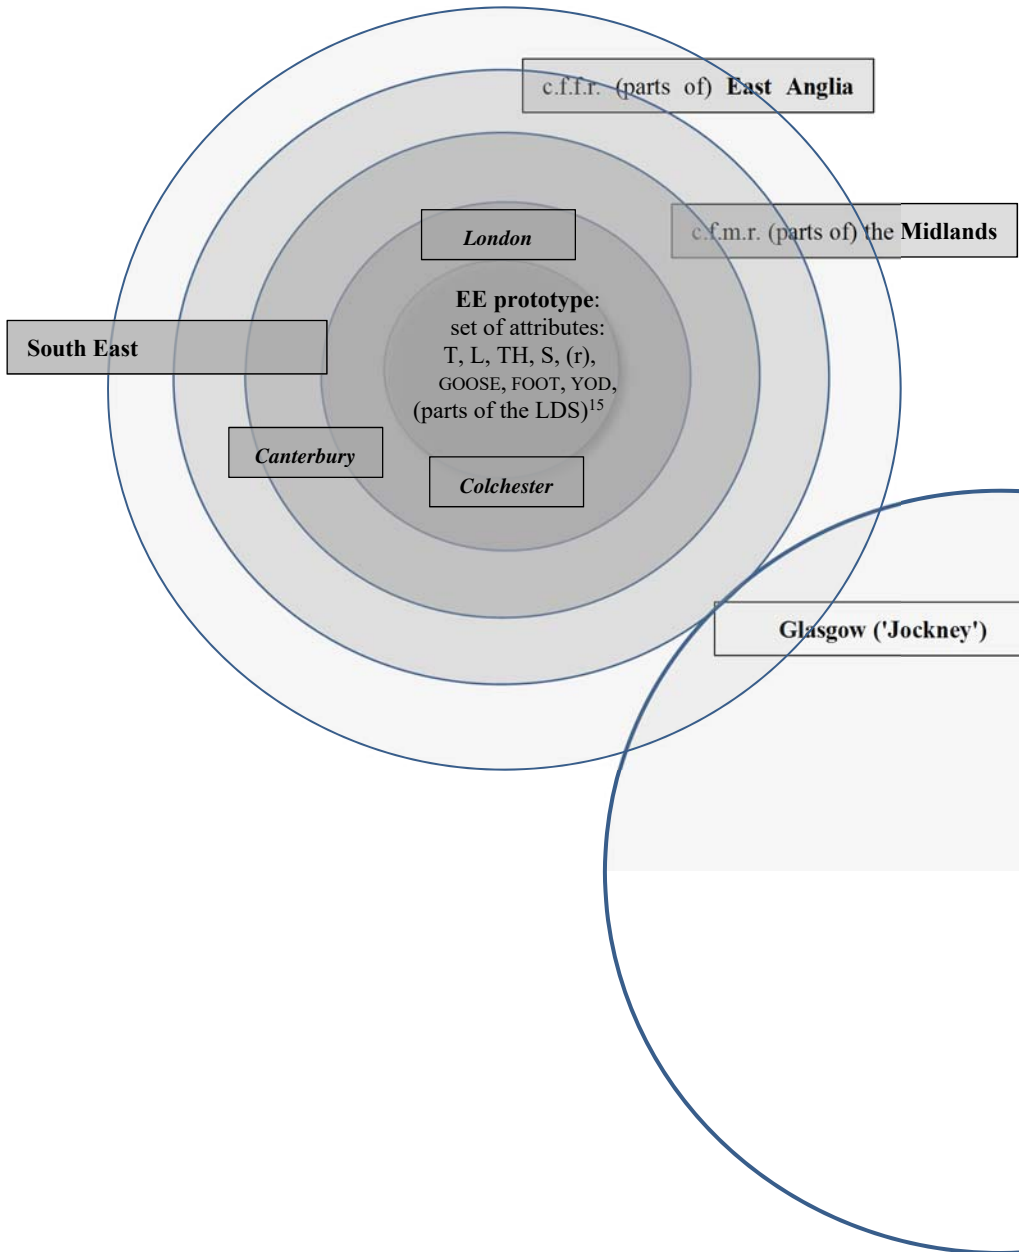 c.f.f.r. (parts of) East Anglia
c.f.m.r. (parts of) the Midlands
London
EE prototype:
set of attributes:
T, L, TH, S, (r),
GOOSE, FOOT, YOD,
(parts of the LDS)15
South East
Canterbury
Colchester
Glasgow ('Jockney')